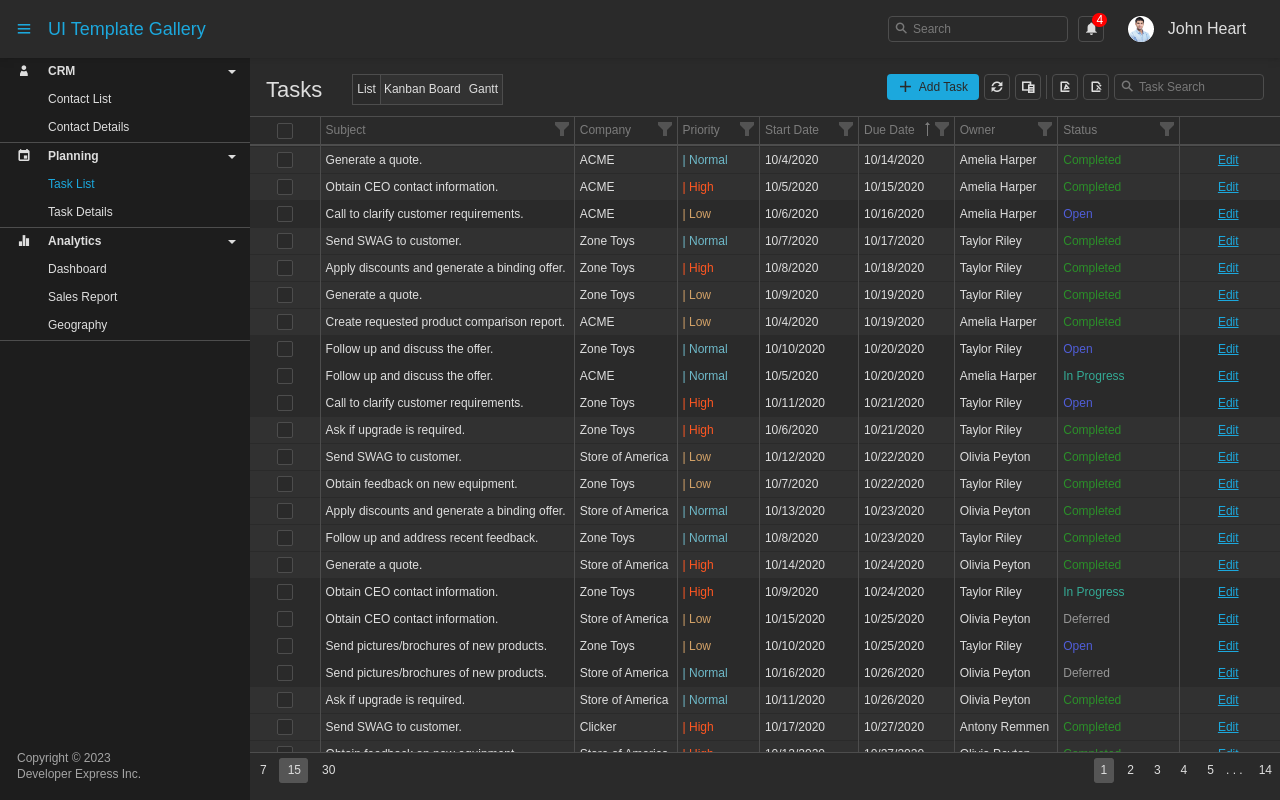 UI Template Gallery
Search
4
John Heart
CRM
Contact List
Contact Details
Planning
Task List
Task Details
Analytics
Dashboard
Sales Report
Geography
Copyright © 2023
Developer Express Inc.
Tasks
List Kanban Board Gantt
Add Task
Task Search
Subject Company Priority Start Date Due Date Owner Status
Generate a quote. ACME | Normal 10/4/2020 10/14/2020 Amelia Harper Completed Edit
Obtain CEO contact information. ACME | High 10/5/2020 10/15/2020 Amelia Harper Completed Edit
Call to clarify customer requirements. ACME | Low 10/6/2020 10/16/2020 Amelia Harper Open Edit
Send SWAG to customer. Zone Toys | Normal 10/7/2020 10/17/2020 Taylor Riley Completed Edit
Apply discounts and generate a binding offer. Zone Toys | High 10/8/2020 10/18/2020 Taylor Riley Completed Edit
Generate a quote. Zone Toys | Low 10/9/2020 10/19/2020 Taylor Riley Completed Edit
Create requested product comparison report. ACME | Low 10/4/2020 10/19/2020 Amelia Harper Completed Edit
Follow up and discuss the offer. Zone Toys | Normal 10/10/2020 10/20/2020 Taylor Riley Open Edit
Follow up and discuss the offer. ACME | Normal 10/5/2020 10/20/2020 Amelia Harper In Progress Edit
Call to clarify customer requirements. Zone Toys | High 10/11/2020 10/21/2020 Taylor Riley Open Edit
Ask if upgrade is required. Zone Toys | High 10/6/2020 10/21/2020 Taylor Riley Completed Edit
Send SWAG to customer. Store of America | Low 10/12/2020 10/22/2020 Olivia Peyton Completed Edit
Obtain feedback on new equipment. Zone Toys | Low 10/7/2020 10/22/2020 Taylor Riley Completed Edit
Apply discounts and generate a binding offer. Store of America | Normal 10/13/2020 10/23/2020 Olivia Peyton Completed Edit
Follow up and address recent feedback. Zone Toys | Normal 10/8/2020 10/23/2020 Taylor Riley Completed Edit
Generate a quote. Store of America | High 10/14/2020 10/24/2020 Olivia Peyton Completed Edit
Obtain CEO contact information. Zone Toys | High 10/9/2020 10/24/2020 Taylor Riley In Progress Edit
Obtain CEO contact information. Store of America | Low 10/15/2020 10/25/2020 Olivia Peyton Deferred Edit
Send pictures/brochures of new products. Zone Toys | Low 10/10/2020 10/25/2020 Taylor Riley Open Edit
Send pictures/brochures of new products. Store of America | Normal 10/16/2020 10/26/2020 Olivia Peyton Deferred Edit
Ask if upgrade is required. Store of America | Normal 10/11/2020 10/26/2020 Olivia Peyton Completed Edit
Send SWAG to customer. Clicker | High 10/17/2020 10/27/2020 Antony Remmen Completed Edit
Obtain feedback on new equipment. Store of America | High 10/12/2020 10/27/2020 Olivia Peyton Completed Edit
7 15 30
1 2 3 4 5 . . . 14